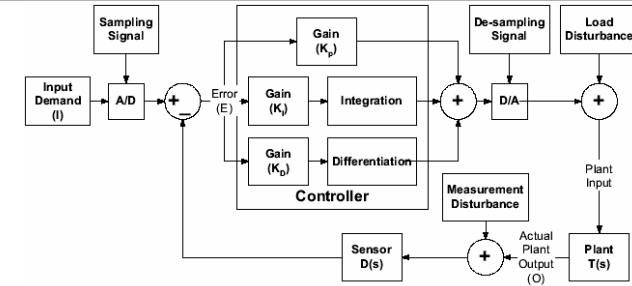 Sampling
Signal
Gain
(Kp)
De-sampling
Signal
Load
Disturbance
Input
Demand
(I)
A/D
+
−
Error
(E)
Gain
(KI)
Integration
+
D/A
+
Gain
(KD)
Differentiation
Controller
Plant
Input
Measurement
Disturbance
Sensor
D(s)
+
Actual
Plant
Output
(O)
Plant
T(s)